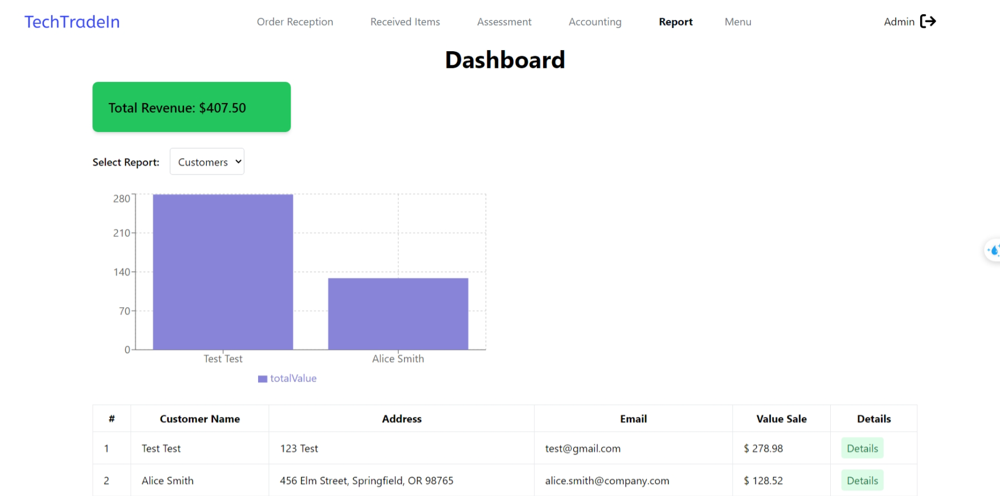 TechTradeIn Order Reception Received Items Assessment Accounting Report Menu Admin
Dashboard
Total Revenue: $407.50
Select Report: Customers
280
210
140
70
0
Test Test Alice Smith
totalValue
# Customer Name Address Email Value Sale Details
1 Test Test 123 Test test@gmail.com $ 278.98 Details
2 Alice Smith 456 Elm Street, Springfield, OR 98765 alice.smith@company.com $ 128.52 Details